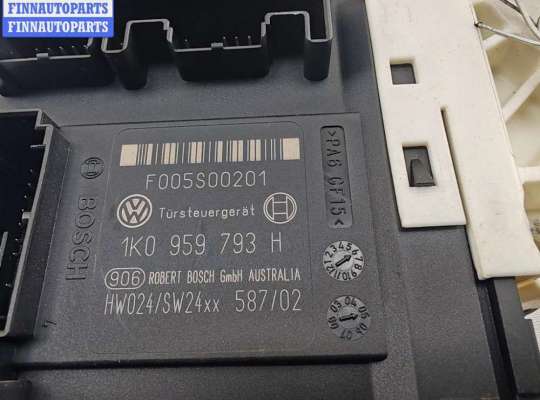 FINNAUTOPARTS
FINNAUTOPARTS
F005S00201
Türsteuergerät
1K0 959 793 H
906 ROBERT BOSCH GmbH AUSTRALIA
HW024/SW24xx 587/02
BOSCH
>PA6 GF15<